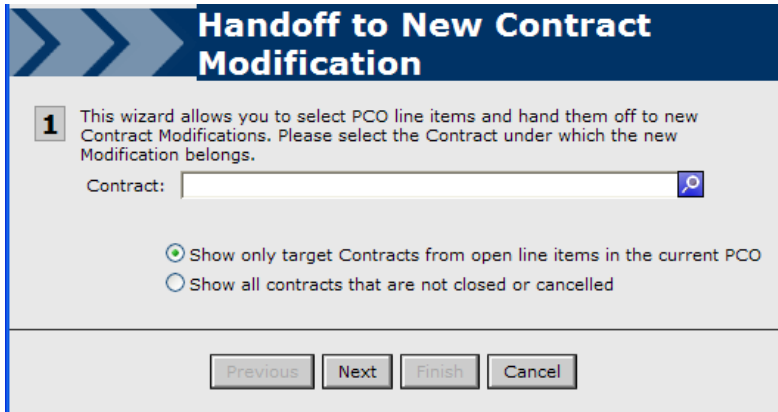 Handoff to New Contract
Modification
1
This wizard allows you to select PCO line items and hand them off to new
Contract Modifications. Please select the Contract under which the new
Modification belongs.
Contract:
Show only target Contracts from open line items in the current PCO
Show all contracts that are not closed or cancelled
Previous Next Finish Cancel